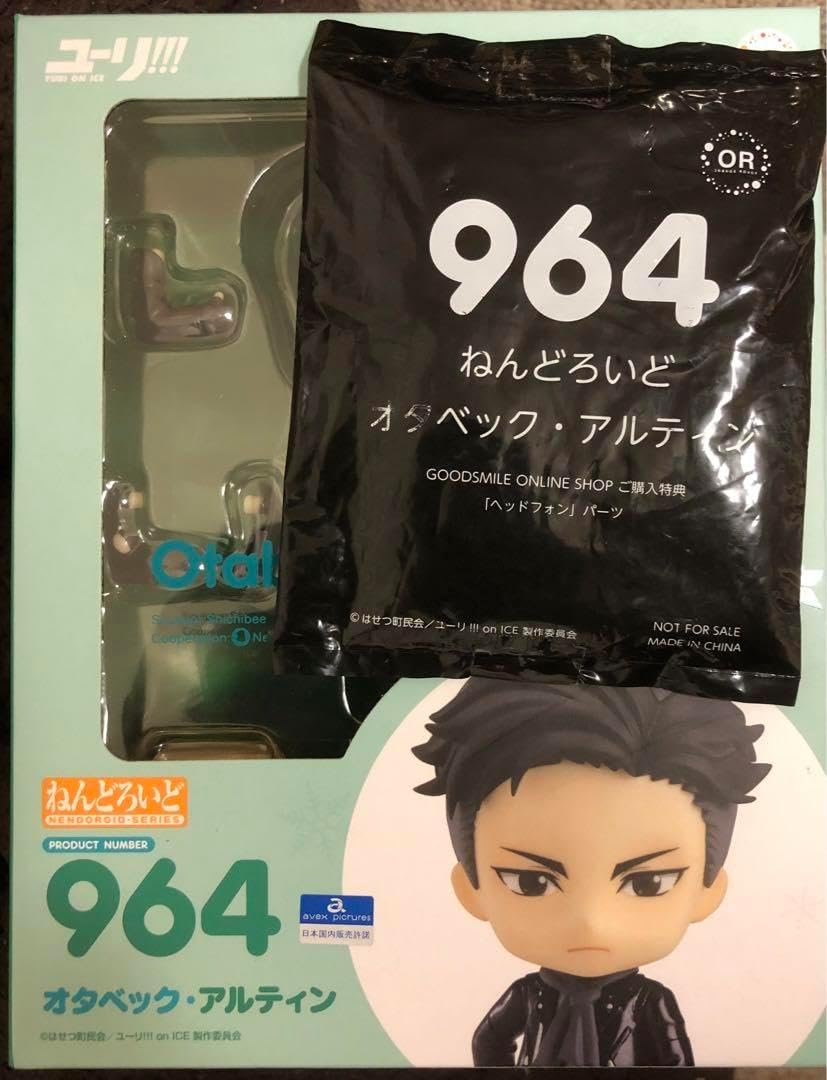 ユーリ!!!
YURI ON ICE
OR
ORANGE ROUGE
964
ねんどろいど
オタベック・アルティン
GOODSMILE ONLINE SHOP ご購入特典
「ヘッドフォン」パーツ
©はせつ町民会/ユーリ!!! on ICE 製作委員会
NOT FOR SALE
MADE IN CHINA
Shichibee
Cooperation:
ねんどろいど
NENDOROID・SERIES
PRODUCT NUMBER
964
a
avex pictures
日本国内販売許諾
オタベック・アルティン
©はせつ町民会/ユーリ!!! on ICE 製作委員会